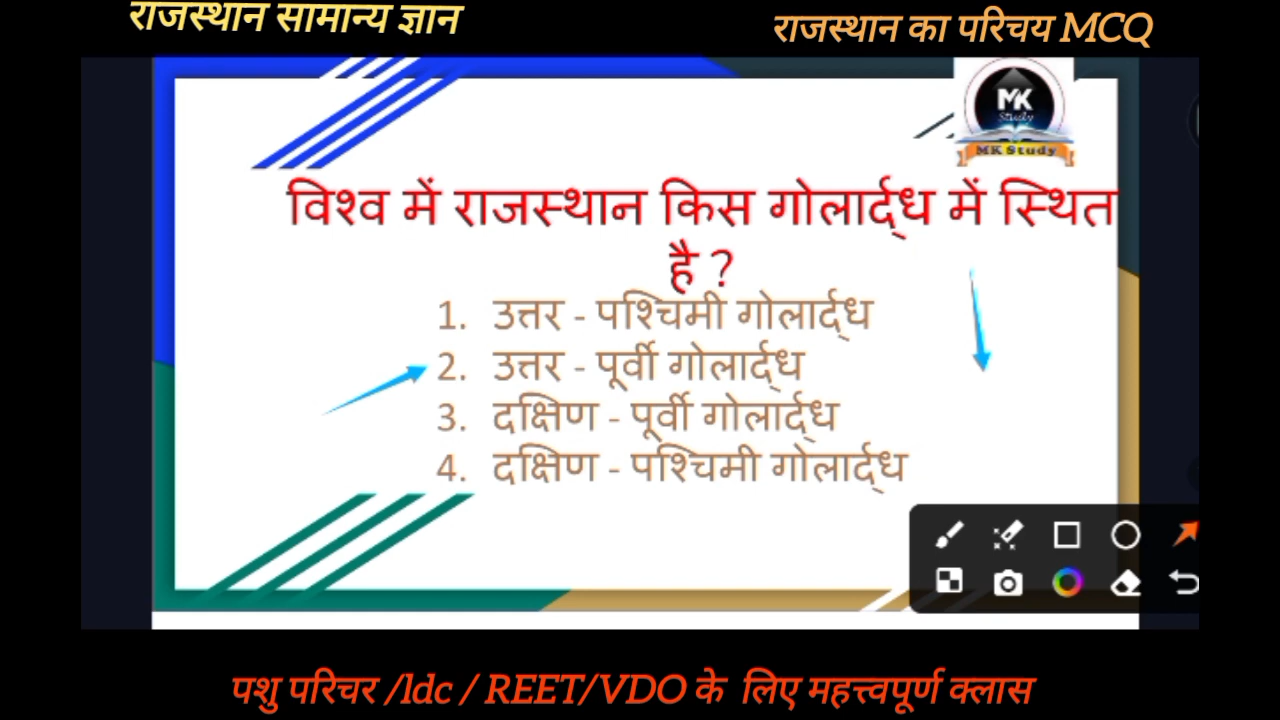 राजस्थान सामान्य ज्ञान
राजस्थान का परिचय MCQ
MK
Study
MK Study
विश्व में राजस्थान किस गोलार्द्ध में स्थित
है ?
1. उत्तर - पश्चिमी गोलार्द्ध
2. उत्तर - पूर्वी गोलार्द्ध
3. दक्षिण - पूर्वी गोलार्द्ध
4. दक्षिण - पश्चिमी गोलार्द्ध
पशु परिचर /ldc / REET/VDO के लिए महत्त्वपूर्ण क्लास